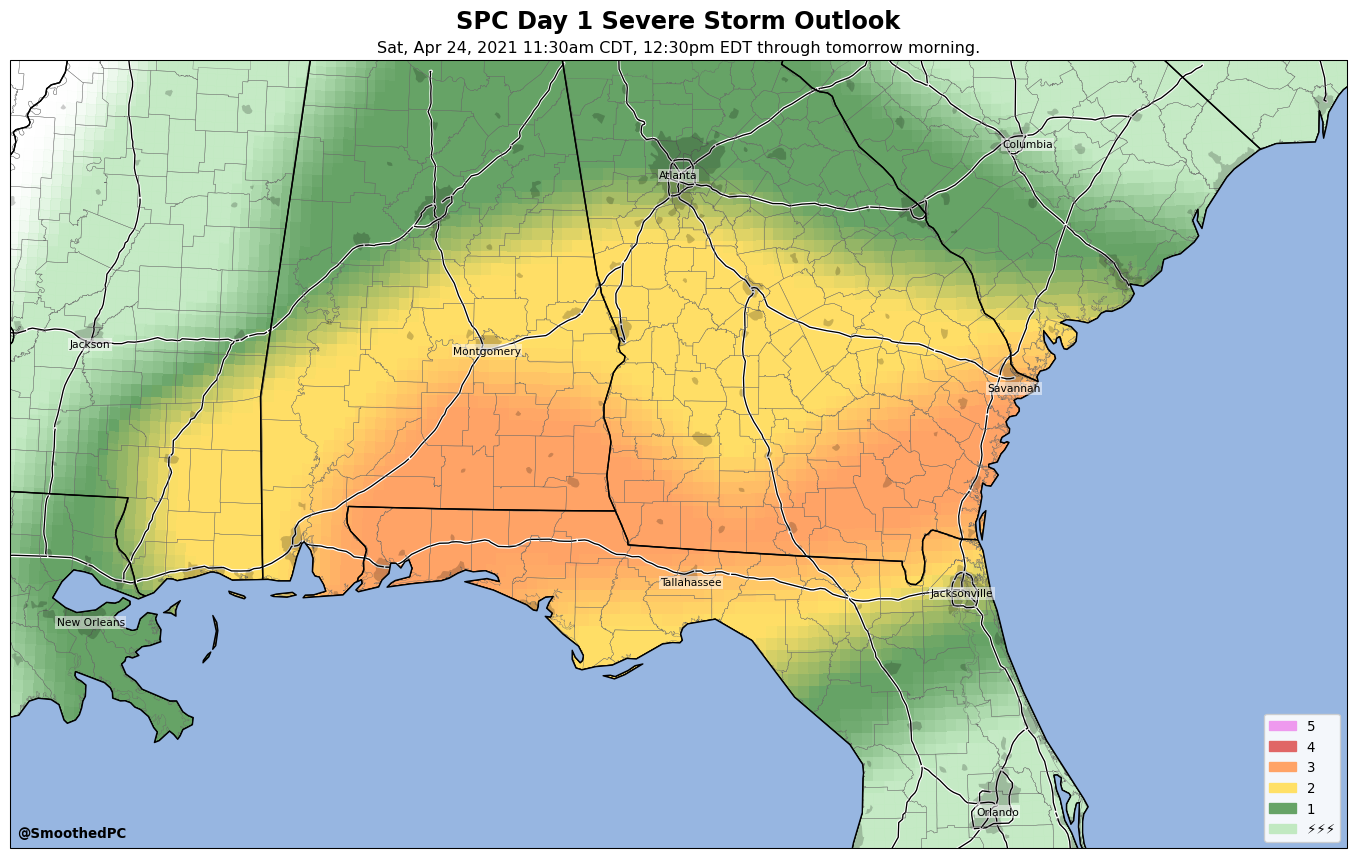 SPC Day 1 Severe Storm Outlook
Sat, Apr 24, 2021 11:30am CDT, 12:30pm EDT through tomorrow morning.
Columbia
Atlanta
Jackson
Montgomery
Savannah
Tallahassee
Jacksonville
New Orleans
Orlando
5
4
3
2
1
⚡⚡⚡
@SmoothedPC